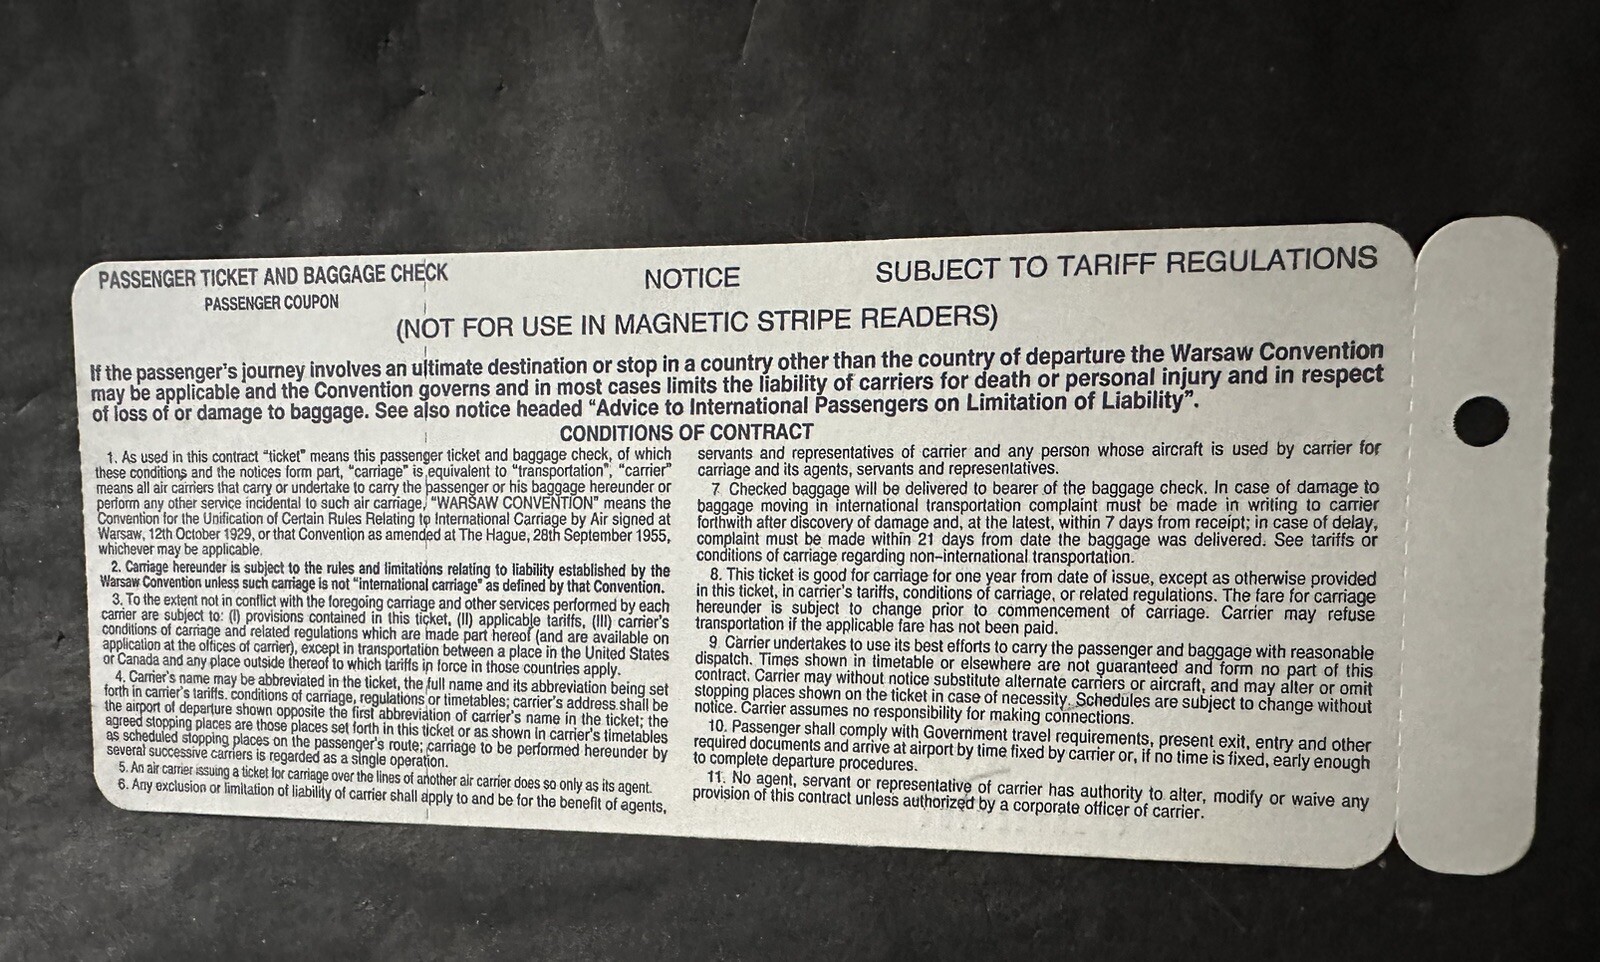 PASSENGER TICKET AND BAGGAGE CHECK
PASSENGER COUPON
NOTICE
SUBJECT TO TARIFF REGULATIONS
(NOT FOR USE IN MAGNETIC STRIPE READERS)
If the passenger's journey involves an ultimate destination or stop in a country other than the country of departure the Warsaw Convention
may be applicable and the Convention governs and in most cases limits the liability of carriers for death or personal injury and in respect
of loss of or damage to baggage. See also notice headed "Advice to International Passengers on Limitation of Liability".
CONDITIONS OF CONTRACT
1. As used in this contract "ticket" means this passenger ticket and baggage check, of which
these conditions and the notices form part, "carriage" is equivalent to "transportation", "carrier"
means all air carriers that carry or undertake to carry the passenger or his baggage hereunder or
perform any other service incidental to such air carriage, "WARSAW CONVENTION" means the
Convention for the Unification of Certain Rules Relating to International Carriage by Air signed at
Warsaw, 12th October 1929, or that Convention as amended at The Hague, 28th September 1955,
whichever may be applicable.
2. Carriage hereunder is subject to the rules and limitations relating to liability established by the
Warsaw Convention unless such carriage is not "international carriage" as defined by that Convention.
3. To the extent not in conflict with the foregoing carriage and other services performed by each
carrier are subject to: (I) provisions contained in this ticket, (II) applicable tariffs, (III) carrier's
conditions of carriage and related regulations which are made part hereof (and are available on
application at the offices of carrier), except in transportation between a place in the United States
or Canada and any place outside thereof to which tariffs in force in those countries apply.
4. Carrier's name may be abbreviated in the ticket, the full name and its abbreviation being set
forth in carrier's tariffs. conditions of carriage, regulations or timetables; carrier's address shall be
the airport of departure shown opposite the first abbreviation of carrier's name in the ticket; the
agreed stopping places are those places set forth in this ticket or as shown in carrier's timetables
as scheduled stopping places on the passenger's route; carriage to be performed hereunder by
several successive carriers is regarded as a single operation.
5. An air carrier issuing a ticket for carriage over the lines of another air carrier does so only as its agent.
6. Any exclusion or limitation of liability of carrier shall apply to and be for the benefit of agents,
servants and representatives of carrier and any person whose aircraft is used by carrier for
carriage and its agents, servants and representatives.
7 Checked baggage will be delivered to bearer of the baggage check. In case of damage to
baggage moving in international transportation complaint must be made in writing to carrier
forthwith after discovery of damage and, at the latest, within 7 days from receipt; in case of delay,
complaint must be made within 21 days from date the baggage was delivered. See tariffs or
conditions of carriage regarding non-international transportation.
8. This ticket is good for carriage for one year from date of issue, except as otherwise provided
in this ticket, in carrier's tariffs, conditions of carriage, or related regulations. The fare for carriage
hereunder is subject to change prior to commencement of carriage. Carrier may refuse
transportation if the applicable fare has not been paid.
9. Carrier undertakes to use its best efforts to carry the passenger and baggage with reasonable
dispatch. Times shown in timetable or elsewhere are not guaranteed and form no part of this
contract. Carrier may without notice substitute alternate carriers or aircraft, and may alter or omit
stopping places shown on the ticket in case of necessity. Schedules are subject to change without
notice. Carrier assumes no responsibility for making connections.
10. Passenger shall comply with Government travel requirements, present exit, entry and other
required documents and arrive at airport by time fixed by carrier or, if no time is fixed, early enough
to complete departure procedures.
11. No agent, servant or representative of carrier has authority to alter, modify or waive any
provision of this contract unless authorized by a corporate officer of carrier.